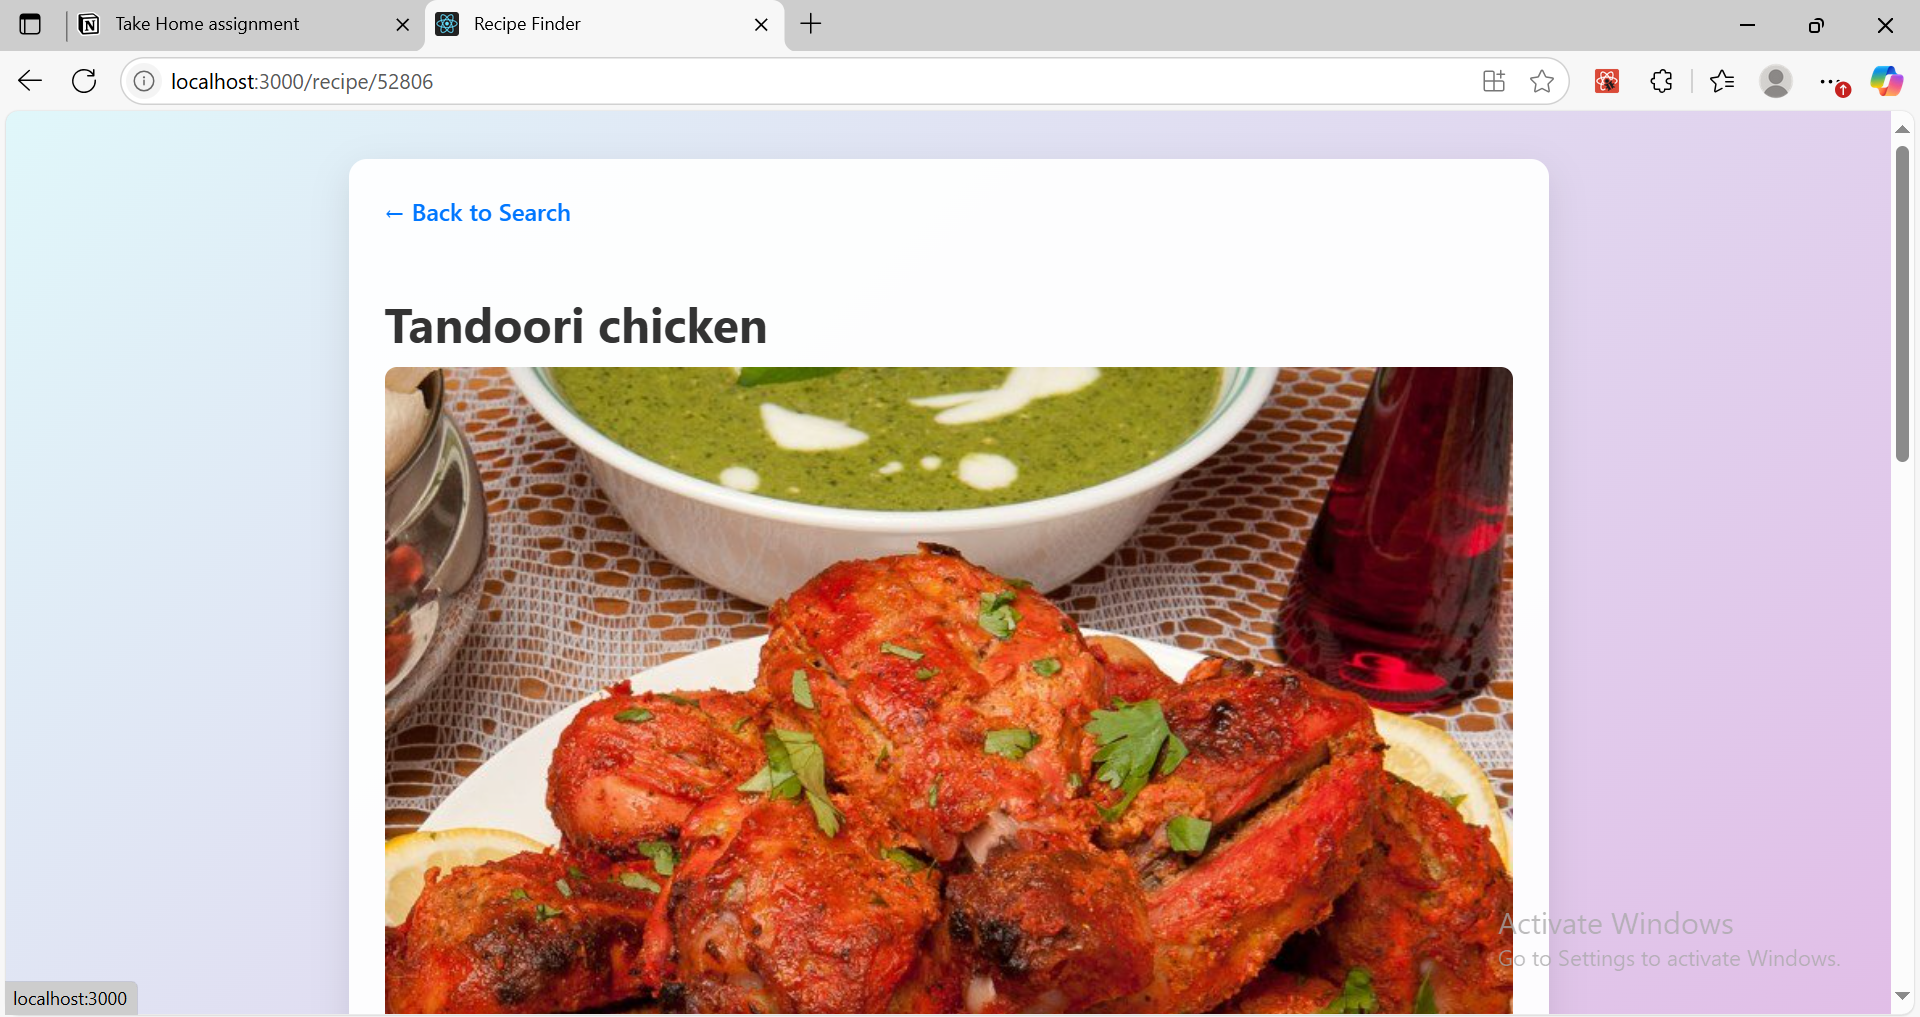 Take Home assignment
Recipe Finder
localhost:3000/recipe/52806
← Back to Search
Tandoori chicken
Activate Windows
Go to Settings to activate Windows.
localhost:3000